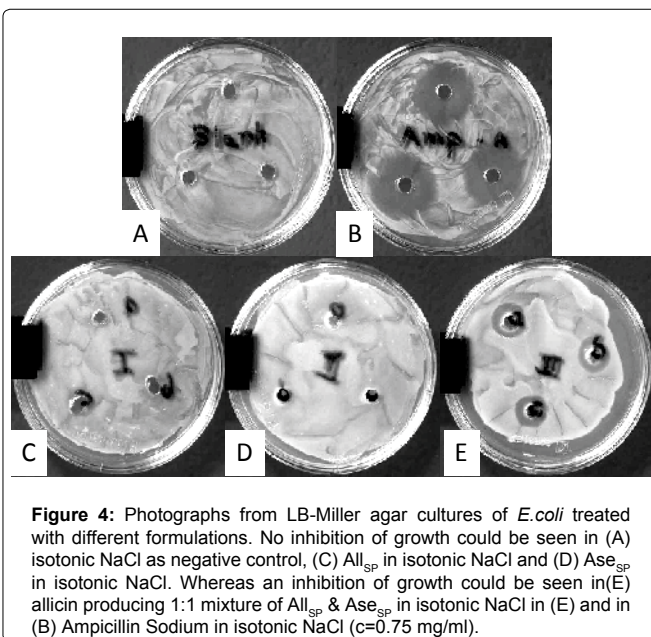 Blank
Amp. A
A
B
I
II
III
C
D
E
Figure 4: Photographs from LB-Miller agar cultures of E.coli treated
with different formulations. No inhibition of growth could be seen in (A)
isotonic NaCl as negative control, (C) AllSP in isotonic NaCl and (D) AseSP
in isotonic NaCl. Whereas an inhibition of growth could be seen in(E)
allicin producing 1:1 mixture of AllSP & AseSP in isotonic NaCl in (E) and in
(B) Ampicillin Sodium in isotonic NaCl (c=0.75 mg/ml).